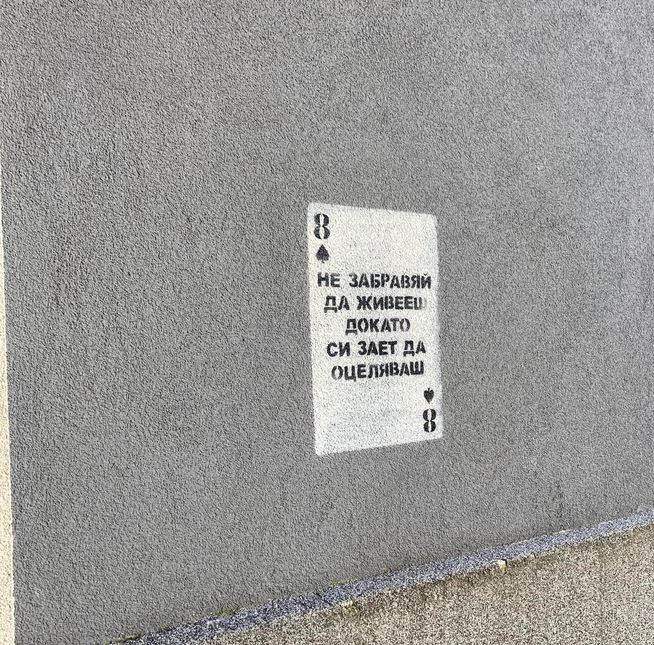 8
НЕ ЗАБРАВЯЙ
ДА ЖИВЕЕШ
ДОКАТО
СИ ЗАЕТ ДА
ОЦЕЛЯВАШ
8